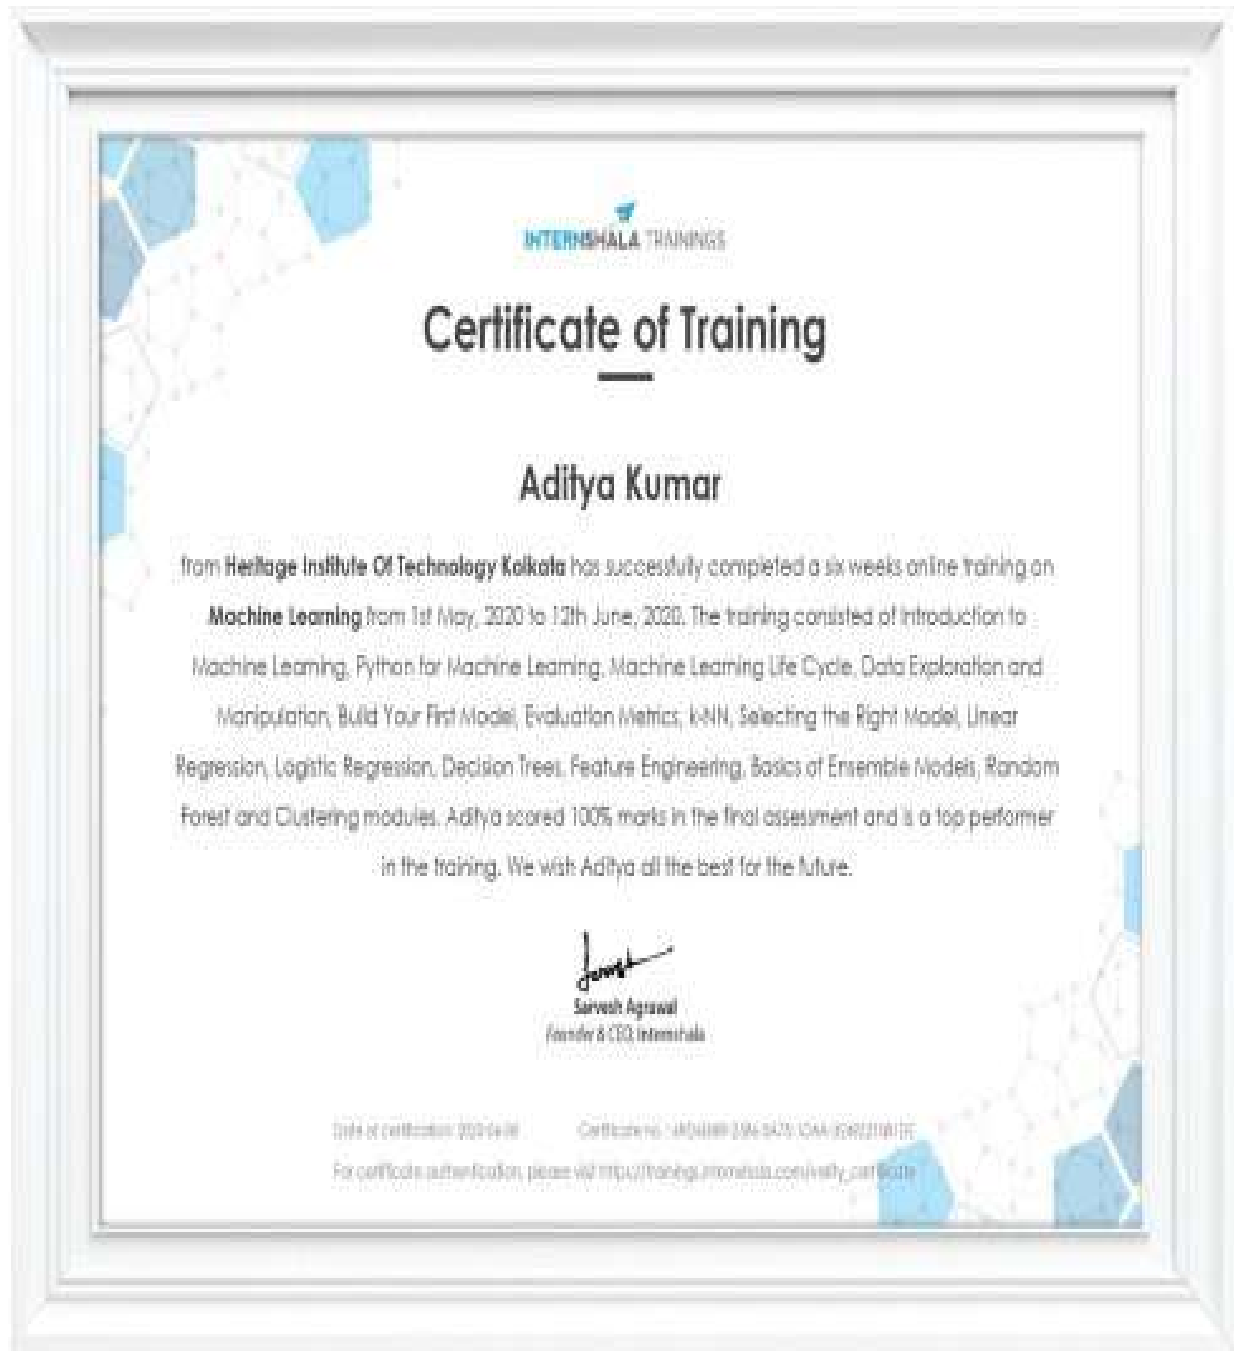 INTERNSHALA TRAININGS
Certificate of Training
Aditya Kumar
from Heritage Institute Of Technology Kolkata has successfully completed a six weeks online training on
Machine Learning from 1st May, 2020 to 12th June, 2020. The training consisted of Introduction to
Machine Learning, Python for Machine Learning, Machine Learning Life Cycle, Data Exploration and
Manipulation, Build Your First Model, Evaluation Metrics, k-NN, Selecting the Right Model, Linear
Regression, Logistic Regression, Decision Trees, Feature Engineering, Basics of Ensemble Models, Random
Forest and Clustering modules. Aditya scored 100% marks in the final assessment and is a top performer
in the training. We wish Aditya all the best for the future.
Sarvesh Agrawal
Founder & CEO, Internshala
Date of certification: Certificate no. :
For certificate authentication, please visit https://trainings.internshala.com/verify_certificate